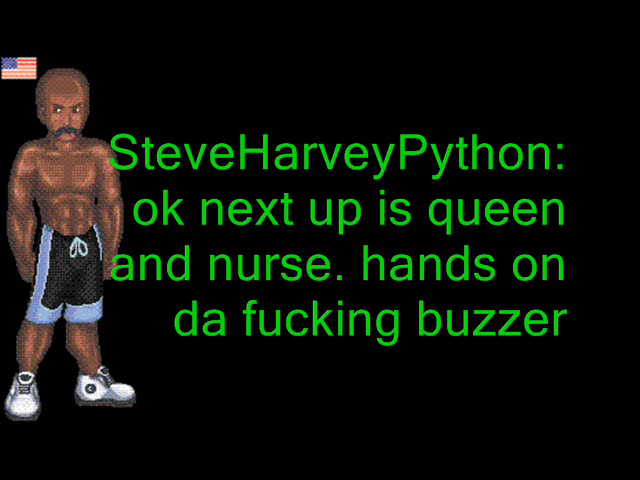 SteveHarveyPython:
ok next up is queen
and nurse. hands on
da fucking buzzer